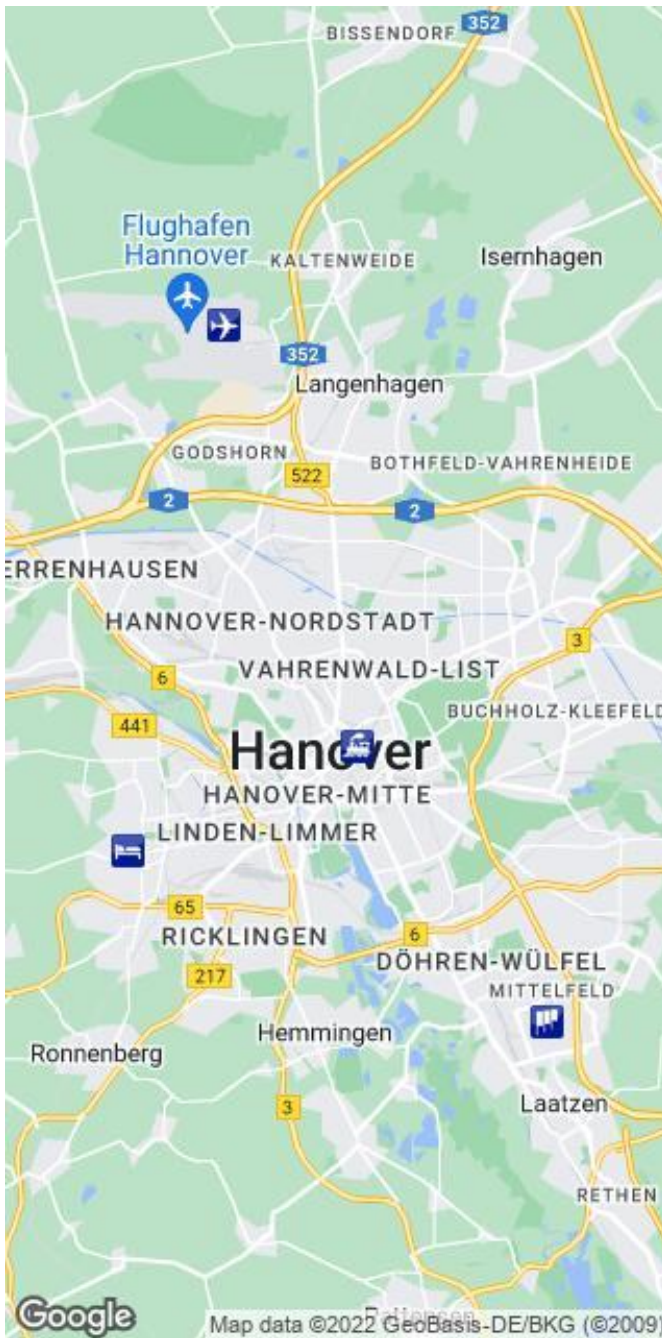 352
BISSENDORF
Flughafen
Hannover
KALTENWEIDE
Isernhagen
352
Langenhagen
GODSHORN
522
BOTHFELD-VAHRENHEIDE
2
2
ERRENHAUSEN
HANNOVER-NORDSTADT
3
VAHRENWALD-LIST
6
BUCHHOLZ-KLEEFELD
441
Hanover
HANOVER-MITTE
LINDEN-LIMMER
65
RICKLINGEN
6
DÖHREN-WÜLFEL
217
MITTELFELD
Hemmingen
Ronnenberg
3
Laatzen
RETHEN
Google
Map data ©2022 GeoBasis-DE/BKG (©2009)